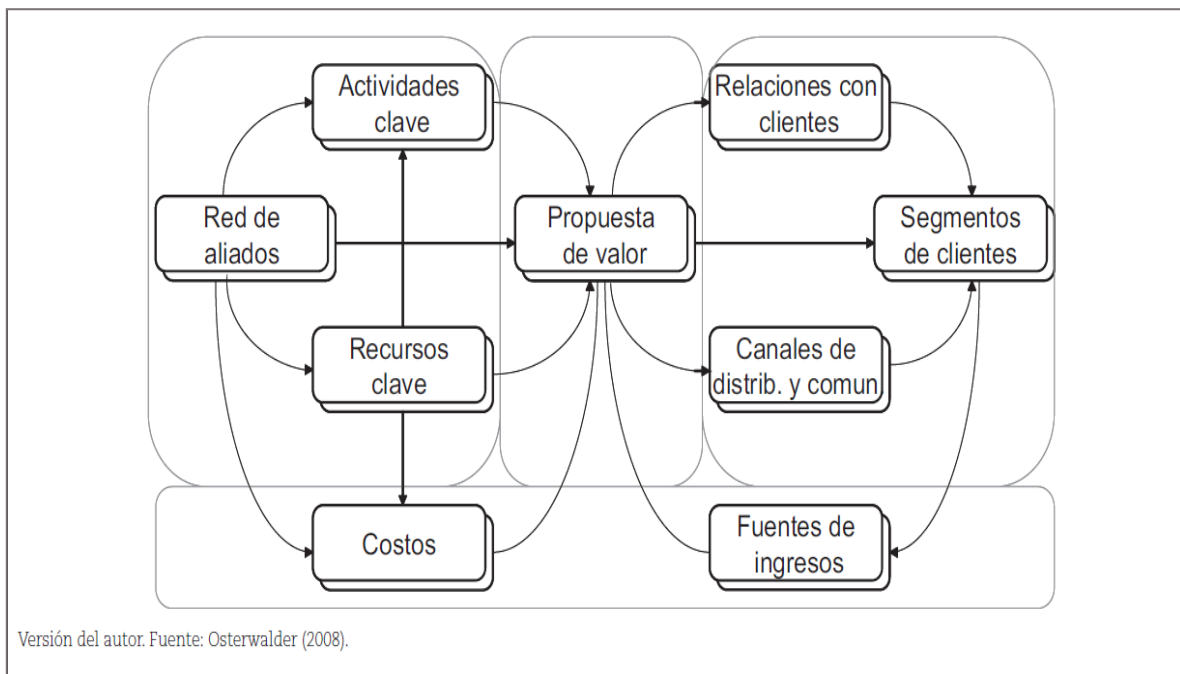 Actividades
clave
Relaciones con
clientes
Red de
aliados
Propuesta
de valor
Segmentos
de clientes
Recursos
clave
Canales de
distrib. y comun.
Costos
Fuentes de
ingresos
Versión del autor. Fuente: Osterwalder (2008).